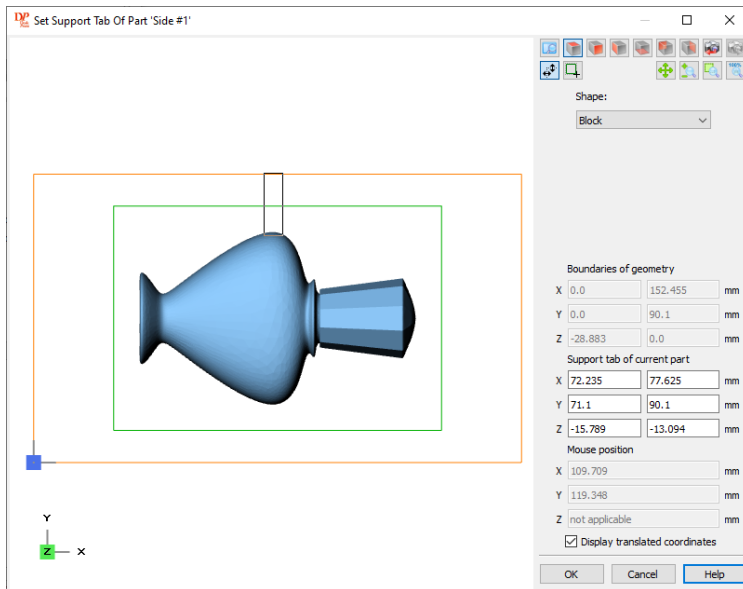 Set Support Tab Of Part 'Side #1'
100%
Shape:
Block
Boundaries of geometry
X 0.0 152.455 mm
Y 0.0 90.1 mm
Z -28.883 0.0 mm
Support tab of current part
X 72.235 77.625 mm
Y 71.1 90.1 mm
Z -15.789 -13.094 mm
Mouse position
X 109.709 mm
Y 119.348 mm
Z not applicable mm
Display translated coordinates
OK Cancel Help
Y
Z X